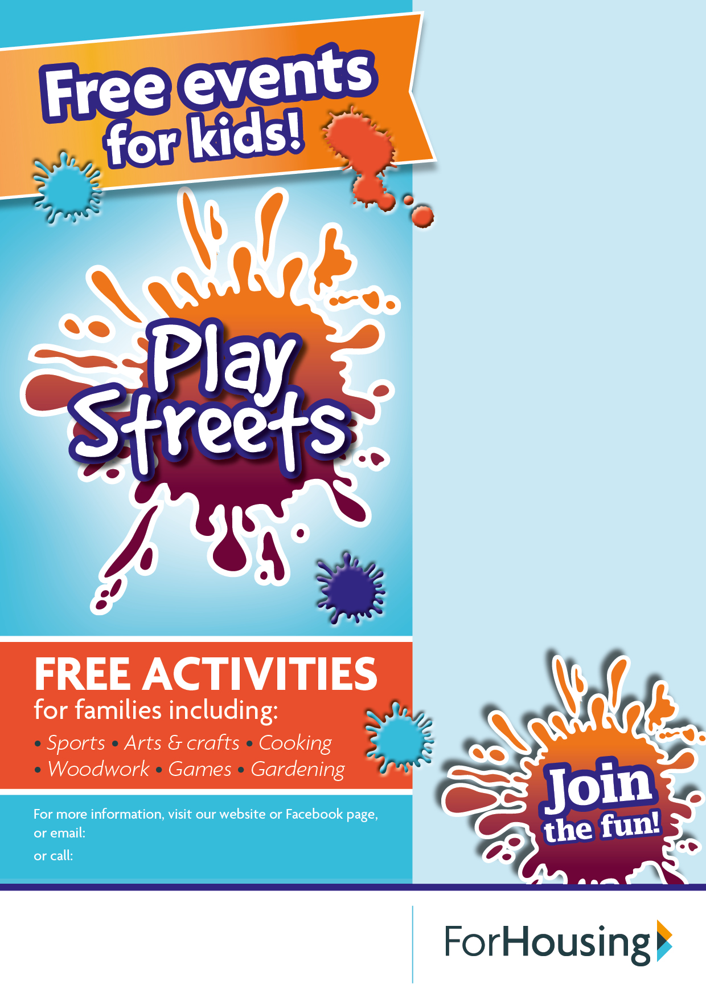 Free events
for kids!
Play
Streets
FREE ACTIVITIES
for families including:
• Sports • Arts & crafts • Cooking
• Woodwork • Games • Gardening
For more information, visit our website or Facebook page,
or email:
or call:
Join
the fun!
ForHousing